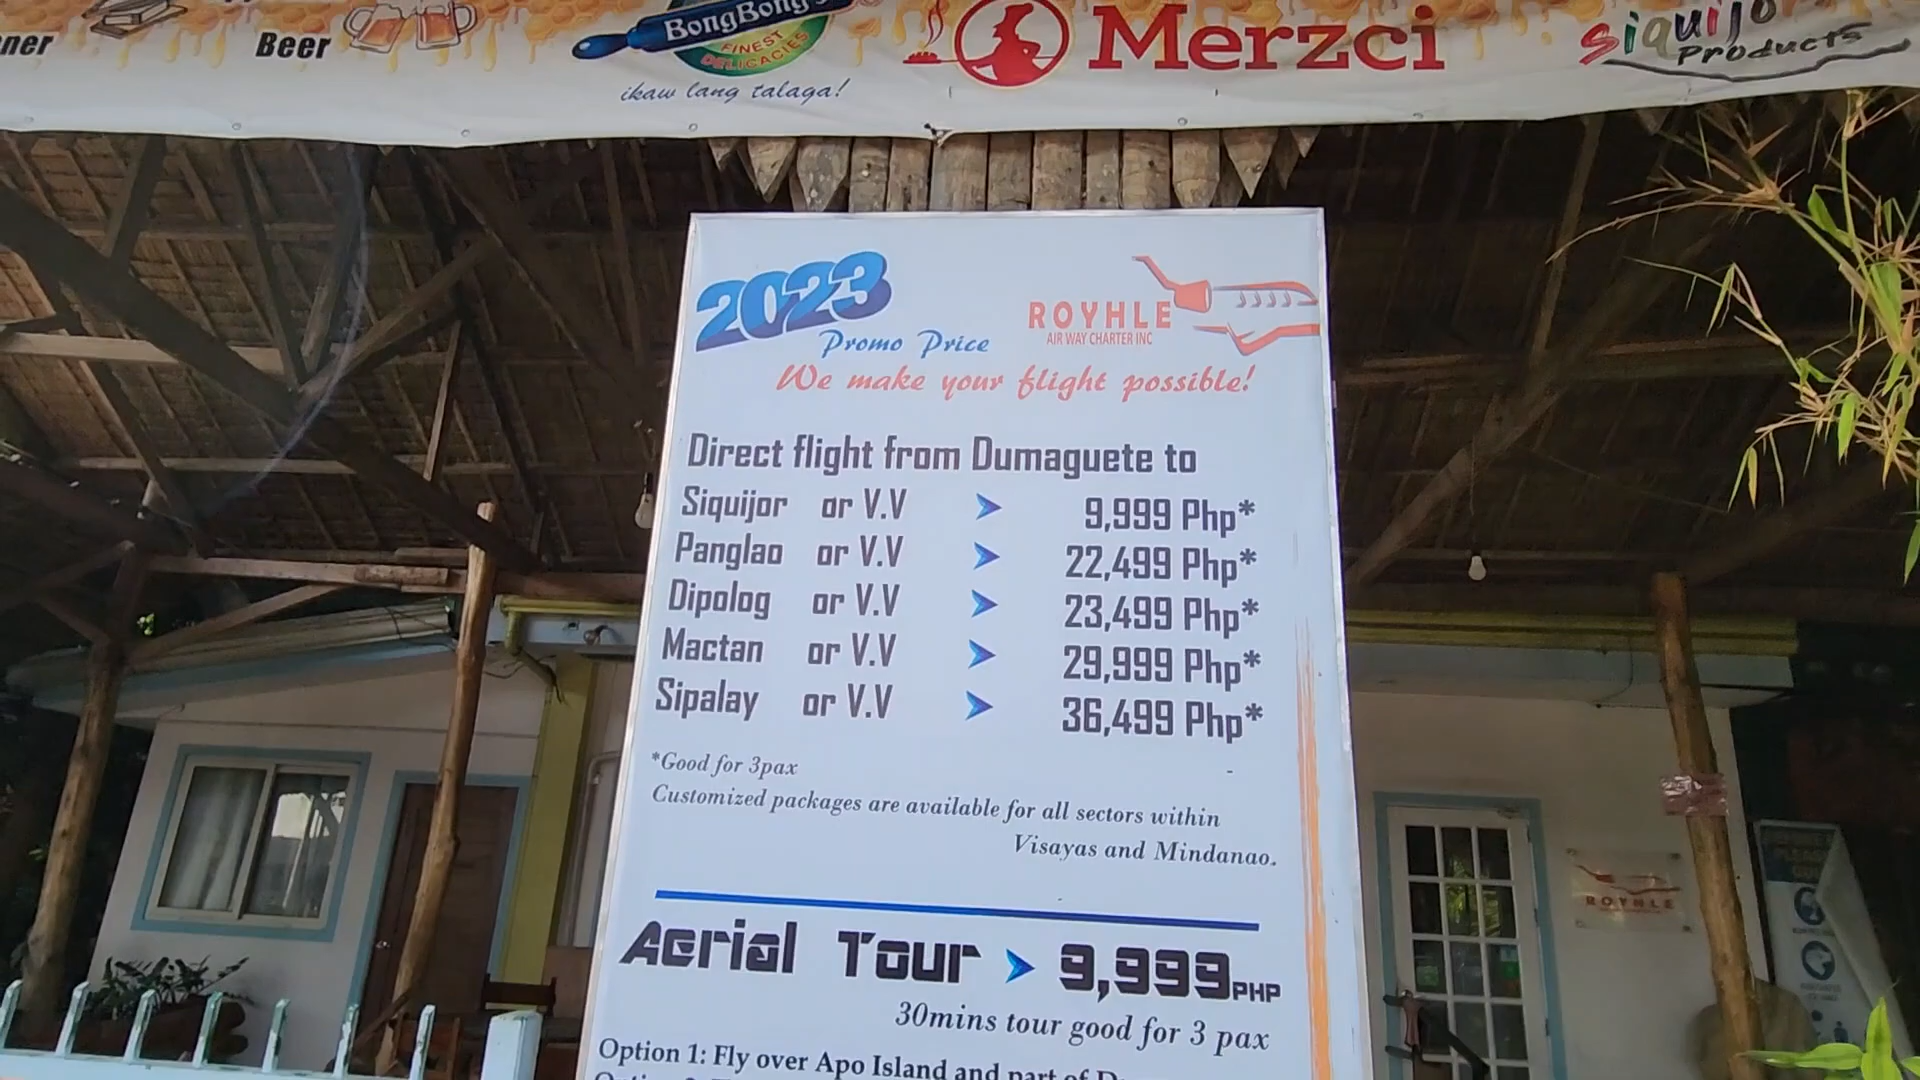 Beer
BongBong's
FINEST
DELICACIES
ikaw lang talaga!
Merzci
Siquijor
Products
2023
Promo Price
ROYHLE
AIR WAY CHARTER INC
We make your flight possible!
Direct flight from Dumaguete to
Siquijor or V.V 9,999 Php*
Panglao or V.V 22,499 Php*
Dipolog or V.V 23,499 Php*
Mactan or V.V 29,999 Php*
Sipalay or V.V 36,499 Php*
*Good for 3pax
Customized packages are available for all sectors within
Visayas and Mindanao.
Aerial Tour 9,999PHP
30mins tour good for 3 pax
Option 1: Fly over Apo Island and part of
ROYHLE